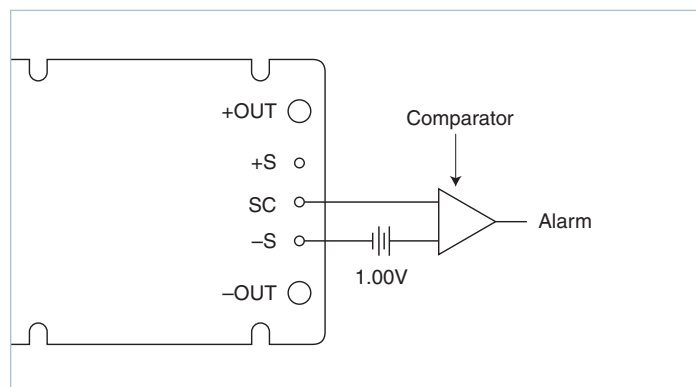 +OUT
Comparator
+S
SC
Alarm
–S
1.00V
–OUT